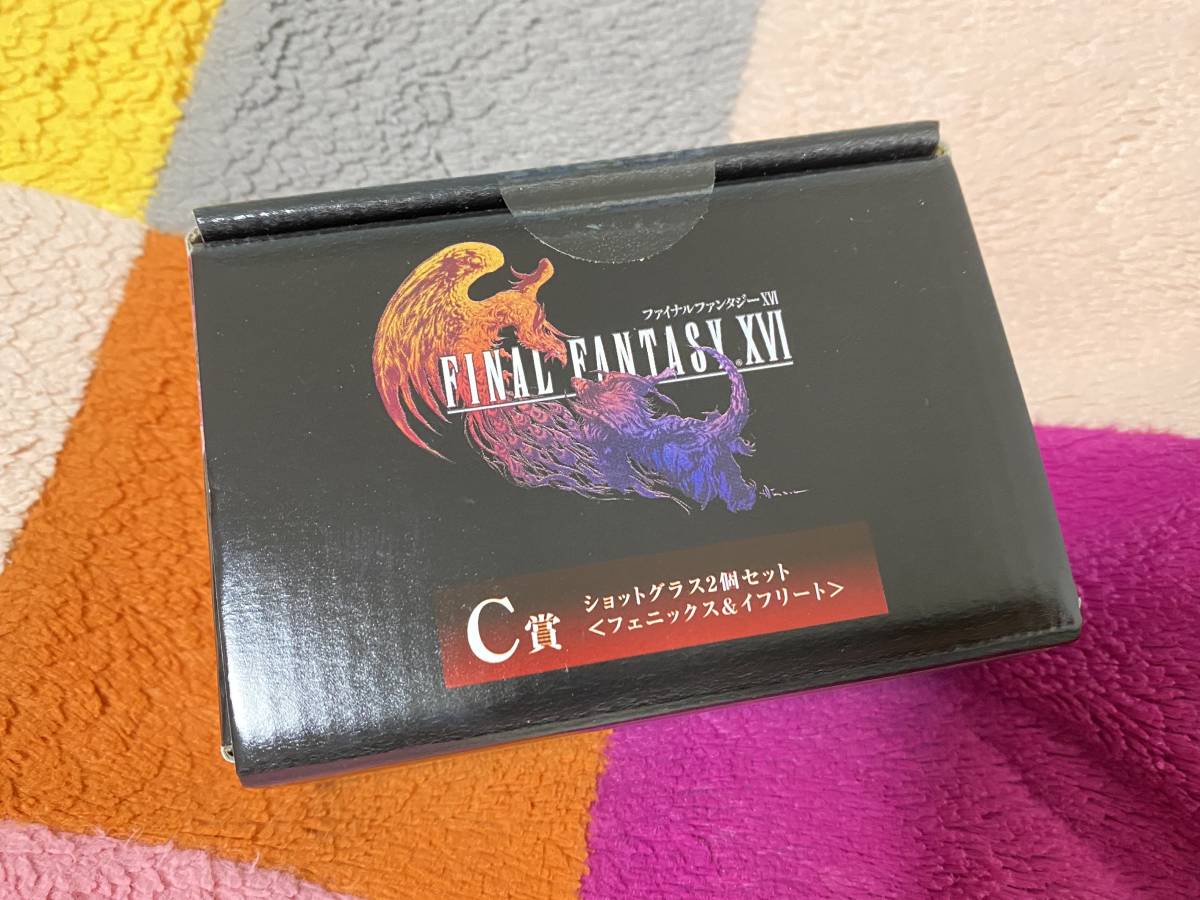 ファイナルファンタジーXVI
FINAL FANTASY®XVI
C賞
ショットグラス2個セット
<フェニックス&イフリート>